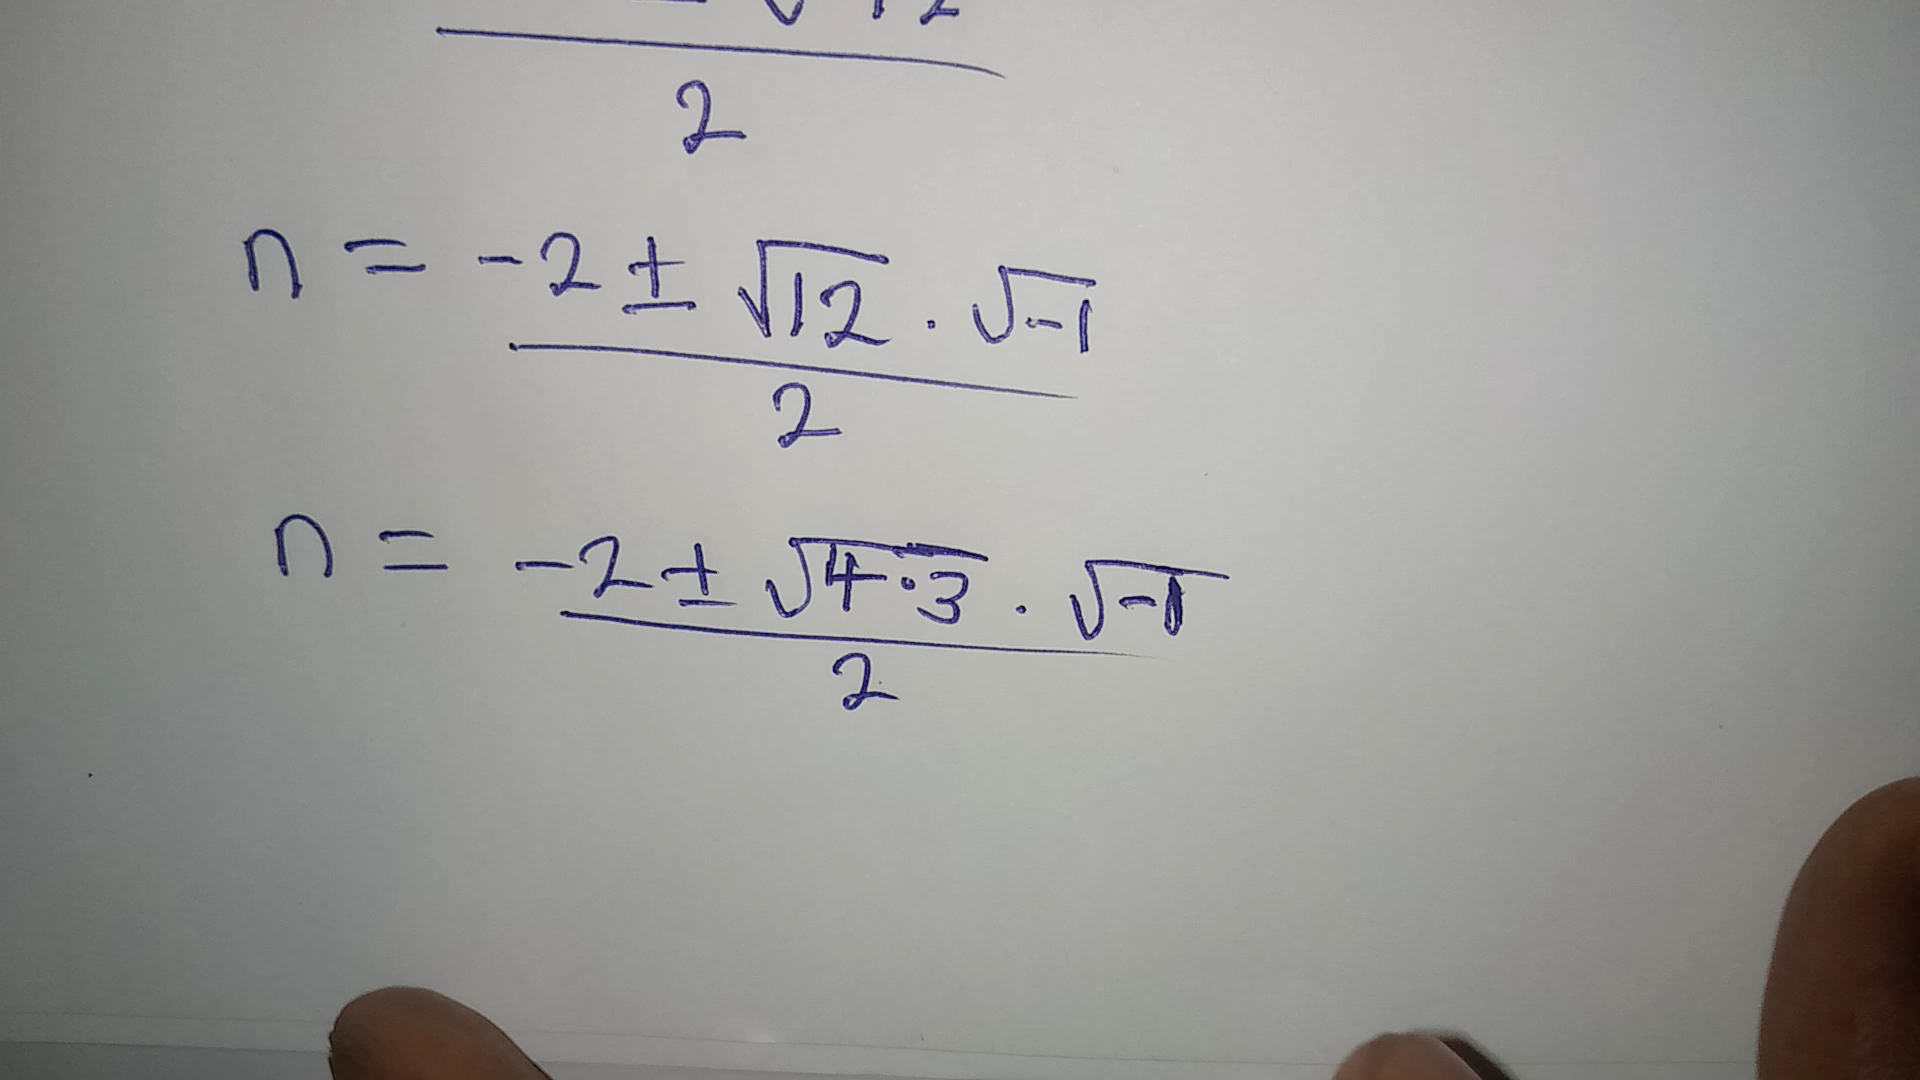 2
n = -2 ± √12 . √-1
2
n = -2 ± √4·3 . √-1
2